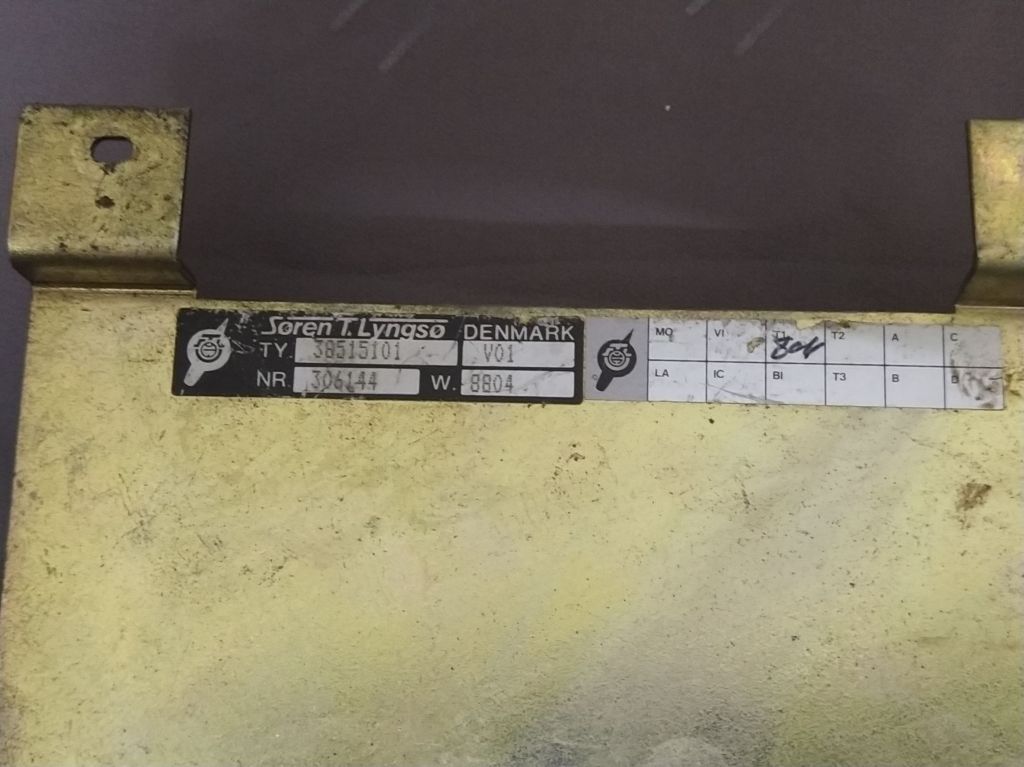 Søren T. Lyngsø DENMARK
TY 38515101 V01
NR 306144 W. 8804
MO VI T1 T2 A C
LA IC BI T3 B